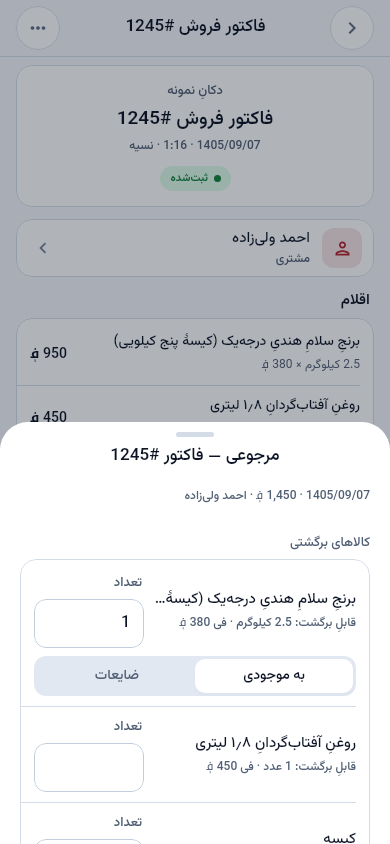 فاکتور فروش #1245
دکانِ نمونه
فاکتور فروش #1245
1405/09/07 · 1:16 · نسیه
ثبت‌شده
احمد ولی‌زاده
مشتری
اقلام
برنجِ سلامِ هندیِ درجه‌یک (کیسهٔ پنج کیلویی)
950 ؋
2.5 کیلوگرم × 380 ؋
روغنِ آفتاب‌گردانِ ۱٫۸ لیتری
450 ؋
مرجوعی — فاکتور #1245
1405/09/07 · 1,450 ؋ · احمد ولی‌زاده
کالاهای برگشتی
تعداد
برنجِ سلامِ هندیِ درجه‌یک (کیسهٔ…
1
قابلِ برگشت: 2.5 کیلوگرم · فی 380 ؋
به موجودی
ضایعات
تعداد
روغنِ آفتاب‌گردانِ ۱٫۸ لیتری
قابلِ برگشت: 1 عدد · فی 450 ؋
تعداد
کیسه